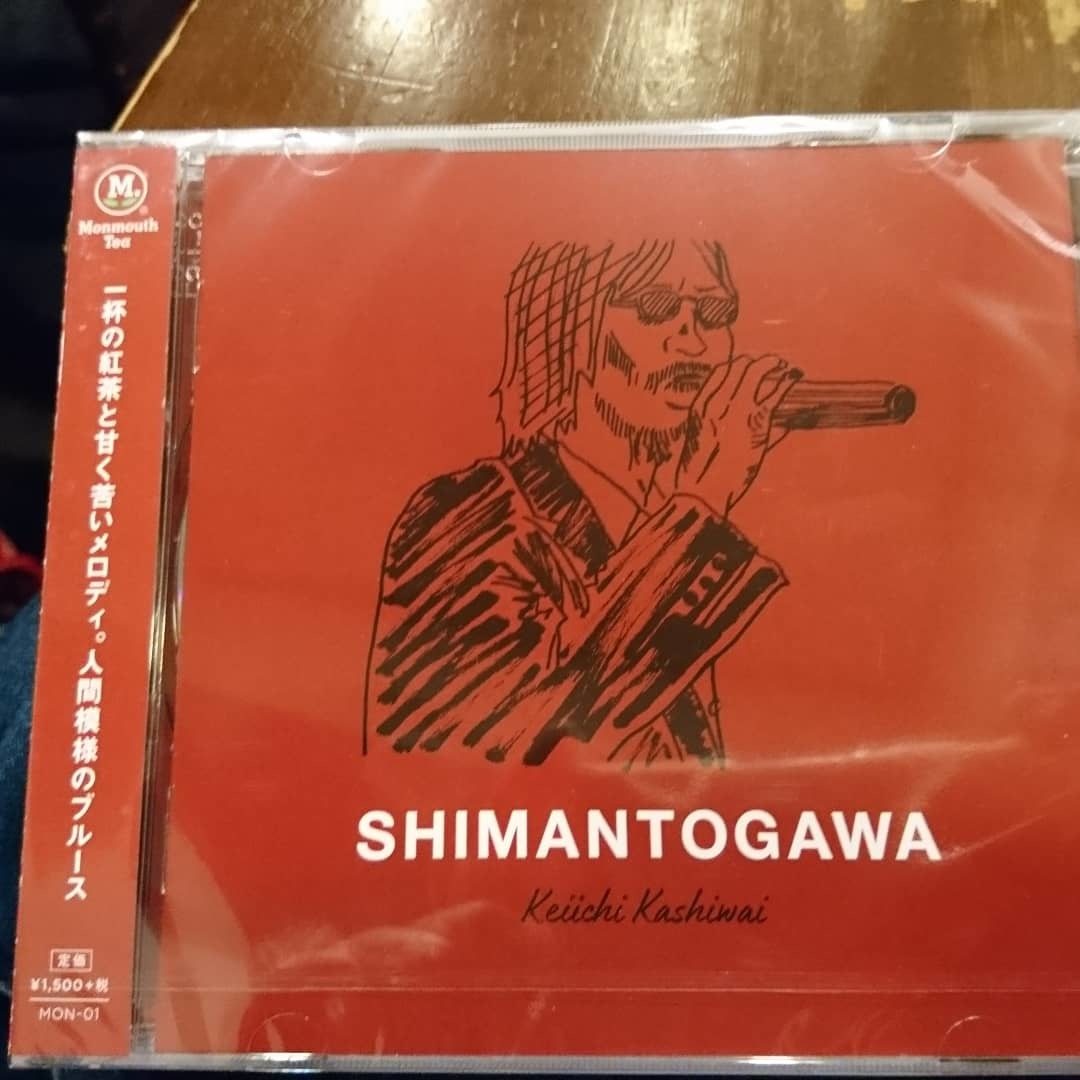 M.
Monmouth
Tea
一杯の紅茶と甘く苦いメロディ。人間模様のブルース
定価
¥1,500+税
MON-01
SHIMANTOGAWA
Keiichi Kashiwai